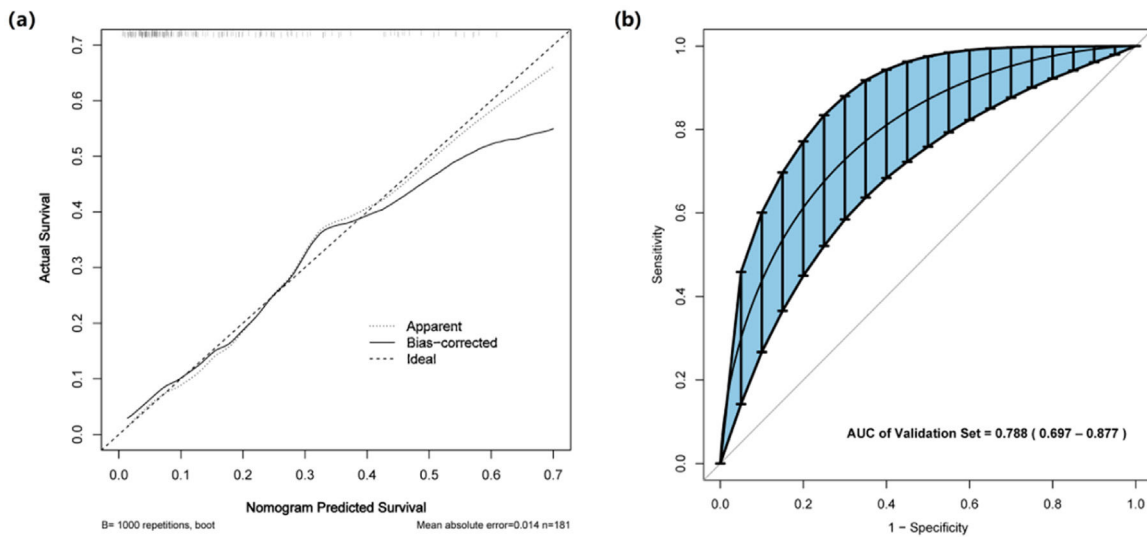 (a)
0.7
0.6
0.5
0.4
0.3
0.2
0.1
0.0
Actual Survival
Apparent
Bias−corrected
Ideal
0.0 0.1 0.2 0.3 0.4 0.5 0.6 0.7
Nomogram Predicted Survival
B= 1000 repetitions, boot
Mean absolute error=0.014 n=181
(b)
1.0
0.8
0.6
0.4
0.2
0.0
Sensitivity
AUC of Validation Set = 0.788 ( 0.697 – 0.877 )
0.0 0.2 0.4 0.6 0.8 1.0
1 − Specificity